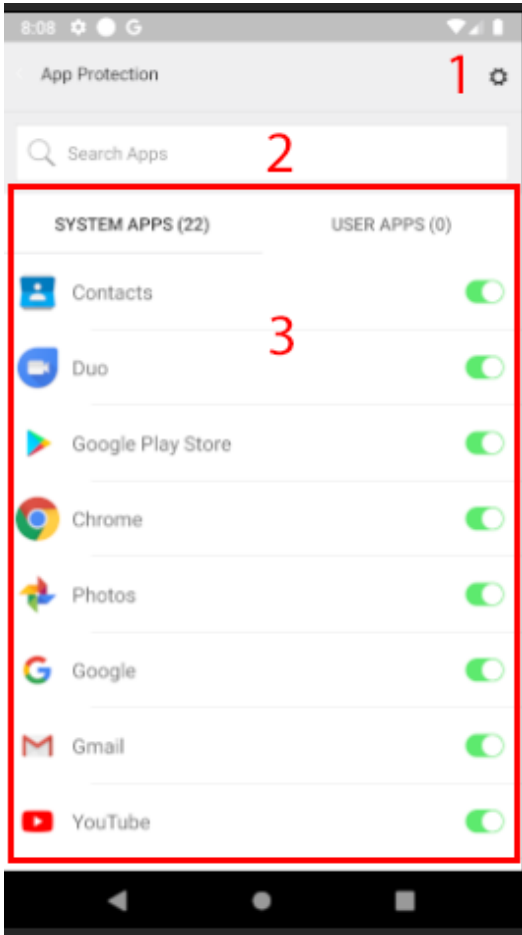 8:08 G
App Protection 1
Search Apps 2
SYSTEM APPS (22) USER APPS (0)
Contacts
3
Duo
Google Play Store
Chrome
Photos
Google
Gmail
YouTube